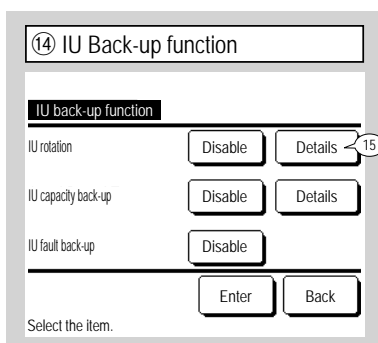 ⑭ IU Back-up function
IU back-up function
IU rotation Disable Details 15
IU capacity back-up Disable Details
IU fault back-up Disable
Enter Back
Select the item.